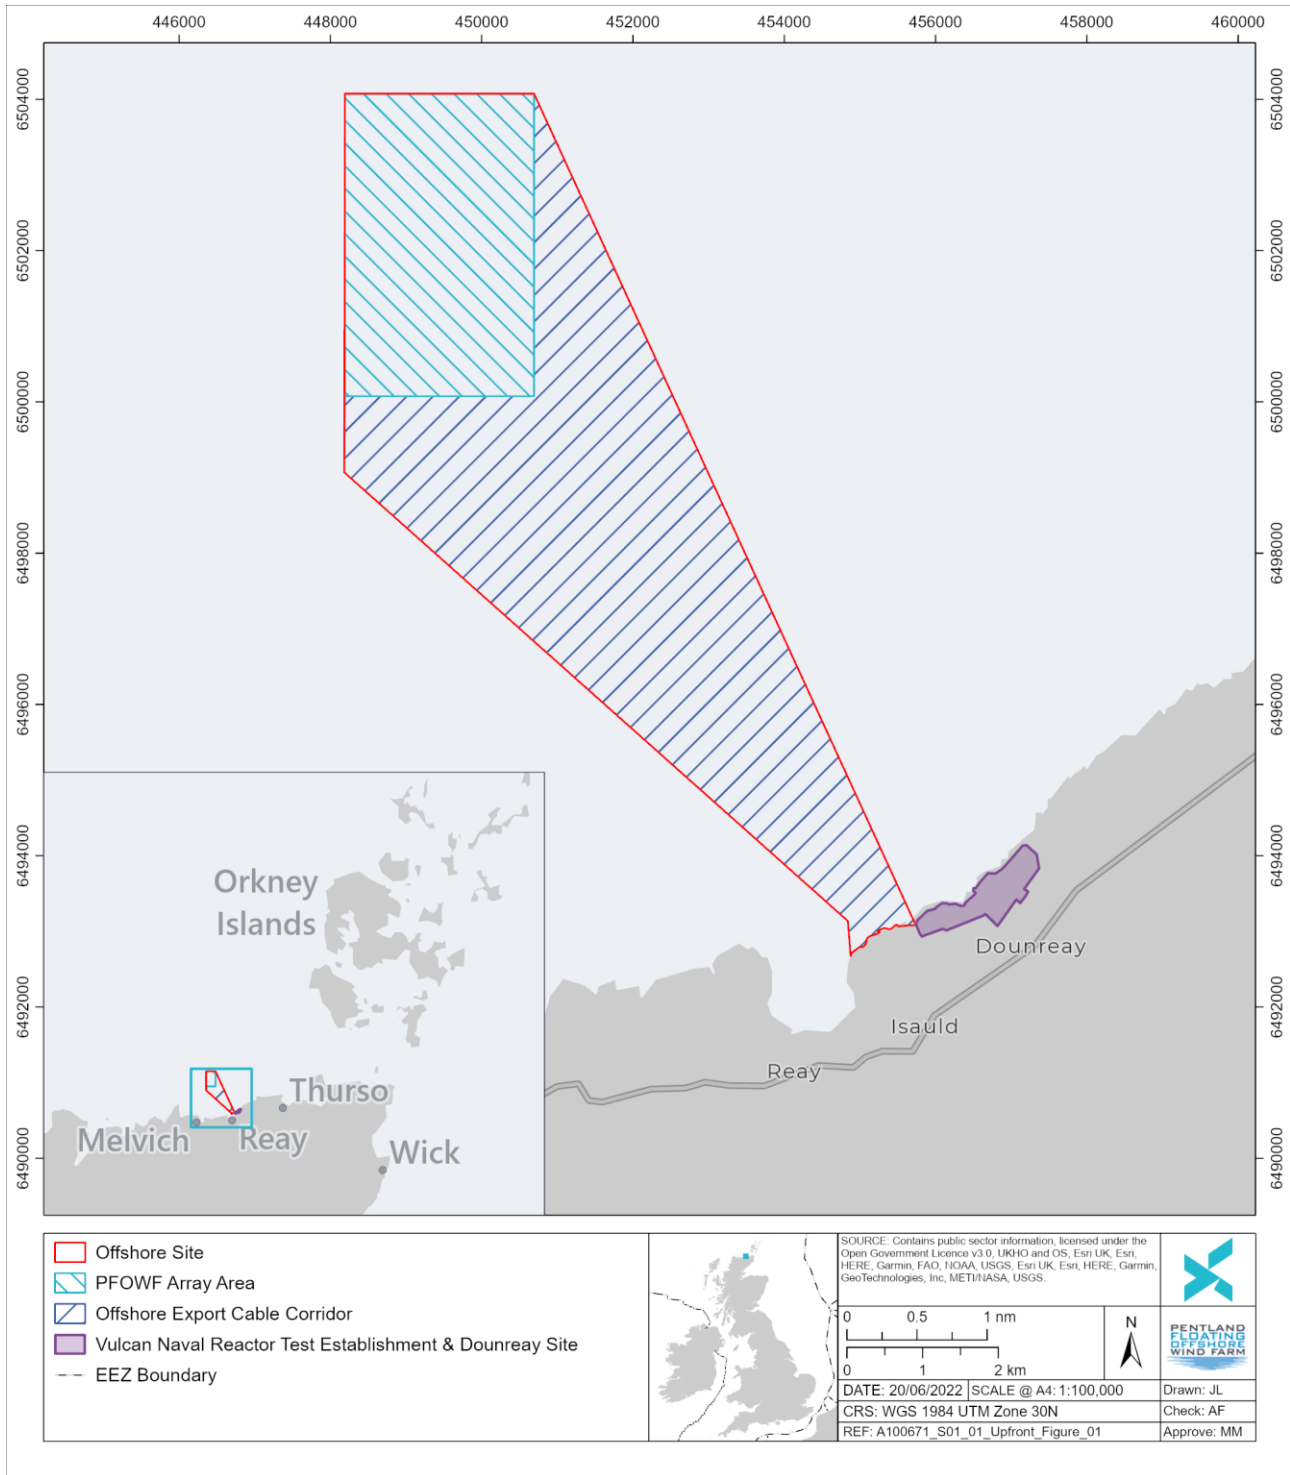 446000 448000 450000 452000 454000 456000 458000 460000
6504000 6504000
6502000 6502000
6500000 6500000
6498000 6498000
6496000 6496000
6494000 6494000
6492000 6492000
6490000 6490000
Dounreay
Isauld
Reay
Orkney
Islands
Thurso
Melvich
Reay
Wick
Offshore Site
PFOWF Array Area
Offshore Export Cable Corridor
Vulcan Naval Reactor Test Establishment & Dounreay Site
EEZ Boundary
SOURCE: Contains public sector information, licensed under the
Open Government Licence v3.0, UKHO and OS, Esri UK, Esri,
HERE, Garmin, FAO, NOAA, USGS, Esri UK, Esri, HERE, Garmin,
GeoTechnologies, Inc, METI/NASA, USGS.
0 0.5 1 nm
0 1 2 km
N
PENTLAND
FLOATING
OFFSHORE
WIND FARM
DATE: 20/06/2022 SCALE @ A4: 1:100,000 Drawn: JL
CRS: WGS 1984 UTM Zone 30N Check: AF
REF: A100671_S01_01_Upfront_Figure_01 Approve: MM